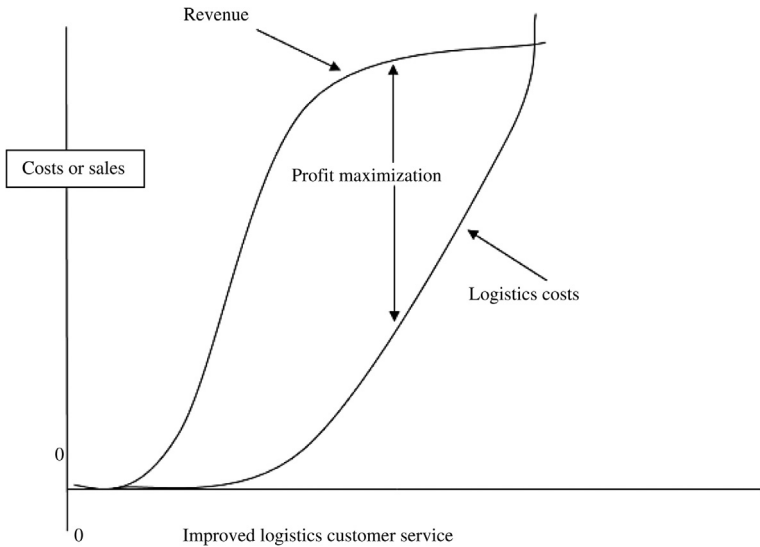 Revenue
Costs or sales
Profit maximization
Logistics costs
0
0
Improved logistics customer service